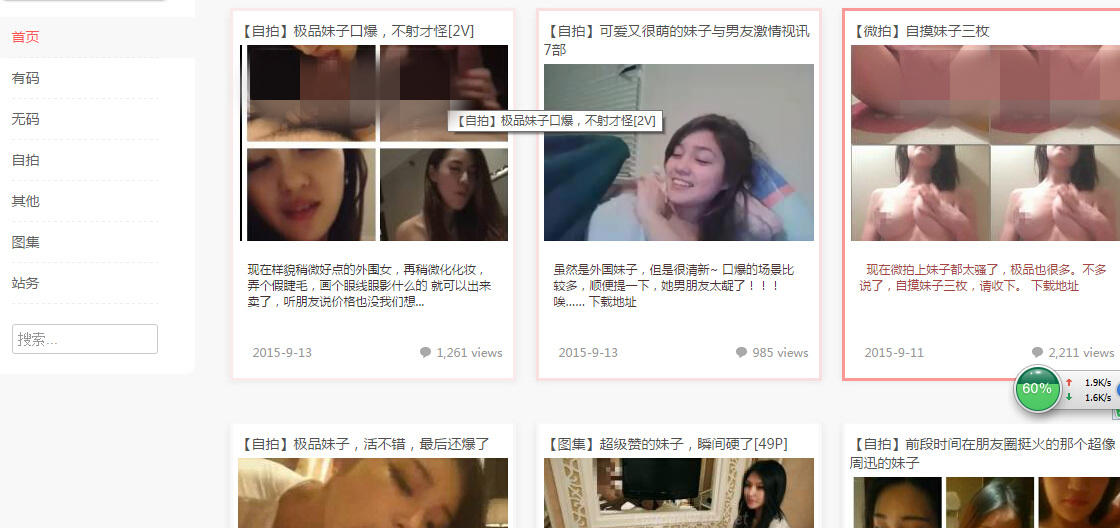 首页
有码
无码
自拍
其他
图集
站务
搜索...
【自拍】极品妹子口爆，不射才怪[2V]
【自拍】极品妹子口爆，不射才怪[2V]
现在样貌稍微好点的外围女，再稍微化化妆，
弄个假睫毛，画个眼线眼影什么的 就可以出来
卖了，听朋友说价格也没我们想...
2015-9-13
1,261 views
【自拍】可爱又很萌的妹子与男友激情视讯
7部
虽然是外国妹子，但是很清新~ 口爆的场景比
较多，顺便提一下，她男朋友太龊了！！！
唉…… 下载地址
2015-9-13
985 views
【微拍】自摸妹子三枚
现在微拍上妹子都太骚了，极品也很多。不多
说了，自摸妹子三枚，请收下。 下载地址
2015-9-11
2,211 views
60%
1.9K/s
1.6K/s
【自拍】极品妹子，活不错，最后还爆了
【图集】超级赞的妹子，瞬间硬了[49P]
【自拍】前段时间在朋友圈挺火的那个超像
周迅的妹子